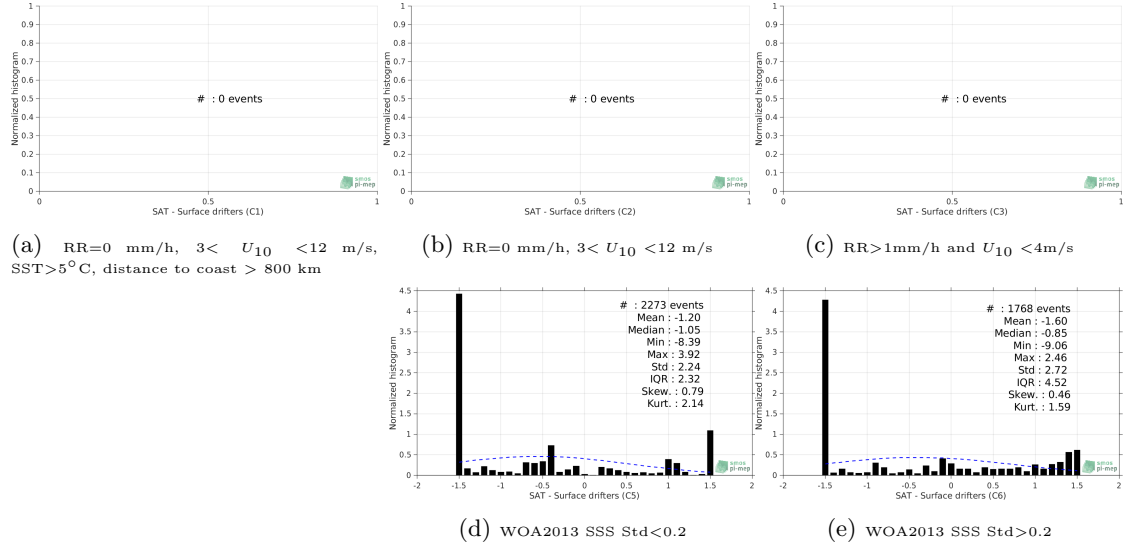 1
0.9
0.8
0.7
0.6
0.5
0.4
0.3
0.2
0.1
0
Normalized histogram
# : 0 events
smos
pi-mep
0 0.5 1
SAT - Surface drifters (C1)
1
0.9
0.8
0.7
0.6
0.5
0.4
0.3
0.2
0.1
0
Normalized histogram
# : 0 events
smos
pi-mep
0 0.5 1
SAT - Surface drifters (C2)
1
0.9
0.8
0.7
0.6
0.5
0.4
0.3
0.2
0.1
0
Normalized histogram
# : 0 events
smos
pi-mep
0 0.5 1
SAT - Surface drifters (C3)
(a) RR=0 mm/h, 3< U10 <12 m/s,
SST>5°C, distance to coast > 800 km
(b) RR=0 mm/h, 3< U10 <12 m/s
(c) RR>1mm/h and U10 <4m/s
4.5
4
3.5
3
2.5
2
1.5
1
0.5
0
Normalized histogram
# : 2273 events
Mean : -1.20
Median : -1.05
Min : -8.39
Max : 3.92
Std : 2.24
IQR : 2.32
Skew. : 0.79
Kurt. : 2.14
smos
pi-mep
-2 -1.5 -1 -0.5 0 0.5 1 1.5 2
SAT - Surface drifters (C5)
4.5
4
3.5
3
2.5
2
1.5
1
0.5
0
Normalized histogram
# : 1768 events
Mean : -1.60
Median : -0.85
Min : -9.06
Max : 2.46
Std : 2.72
IQR : 4.52
Skew. : 0.46
Kurt. : 1.59
smos
pi-mep
-2 -1.5 -1 -0.5 0 0.5 1 1.5 2
SAT - Surface drifters (C6)
(d) WOA2013 SSS Std<0.2
(e) WOA2013 SSS Std>0.2